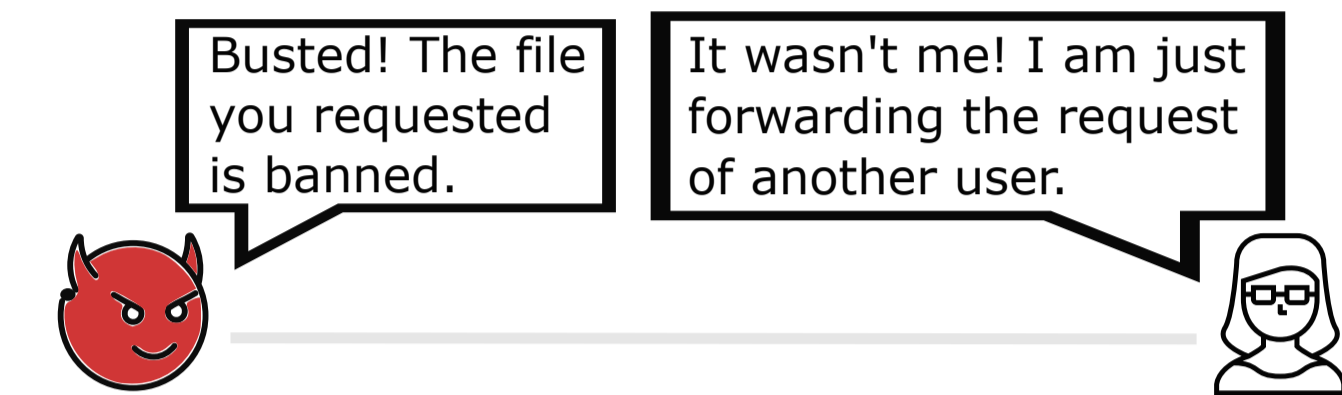 Busted! The file
you requested
is banned.
It wasn't me! I am just
forwarding the request
of another user.